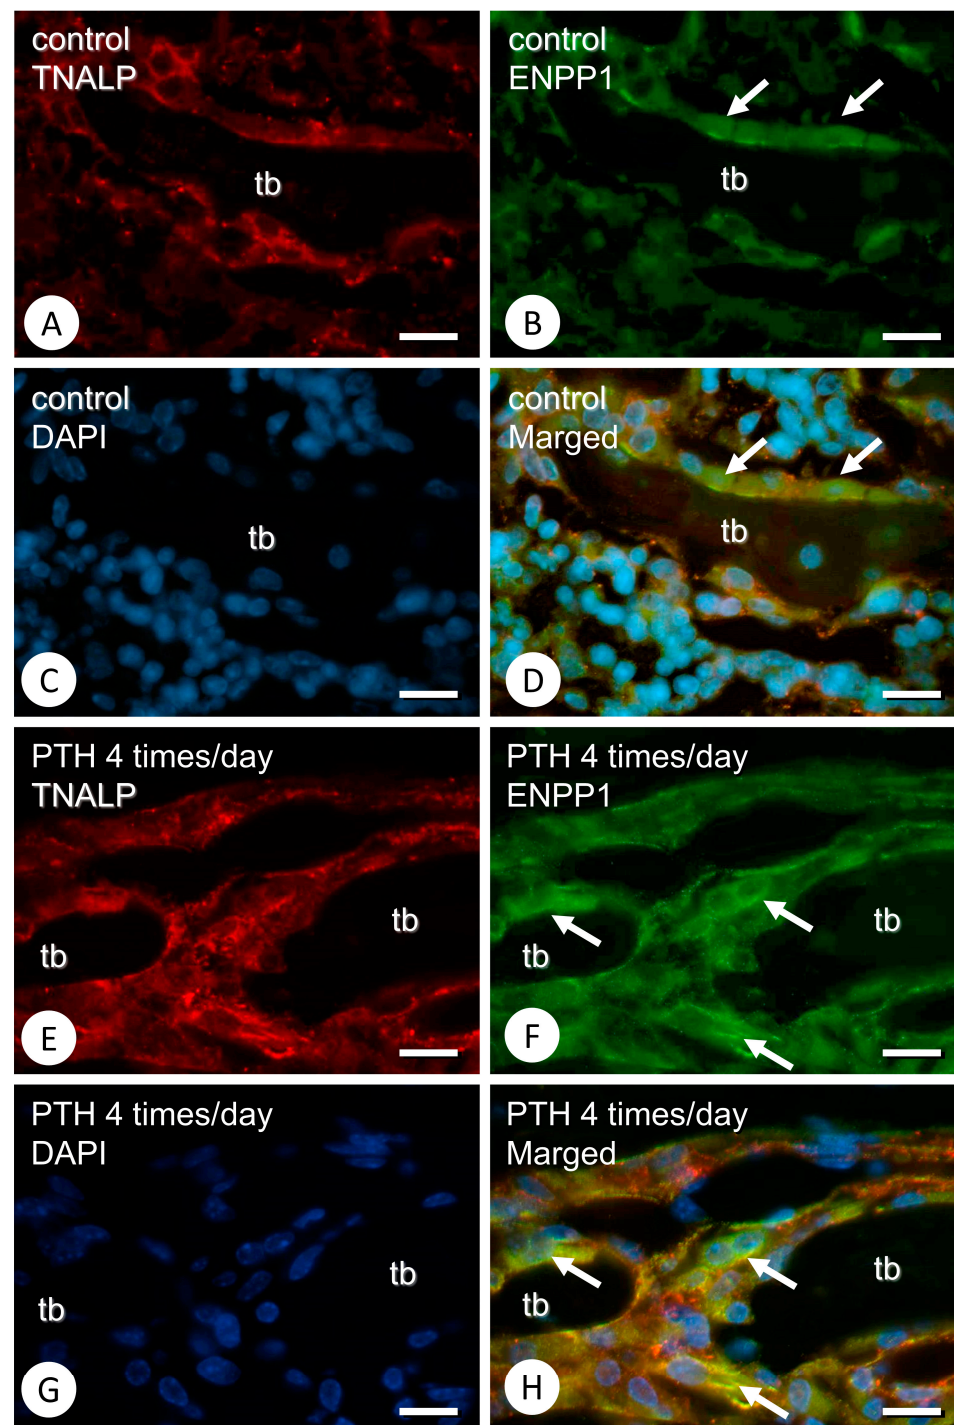 control
TNALP
tb
A
control
ENPP1
tb
B
control
DAPI
tb
C
control
Marged
tb
D
PTH 4 times/day
TNALP
tb
tb
E
PTH 4 times/day
ENPP1
tb
tb
F
PTH 4 times/day
DAPI
tb
tb
G
PTH 4 times/day
Marged
tb
tb
H